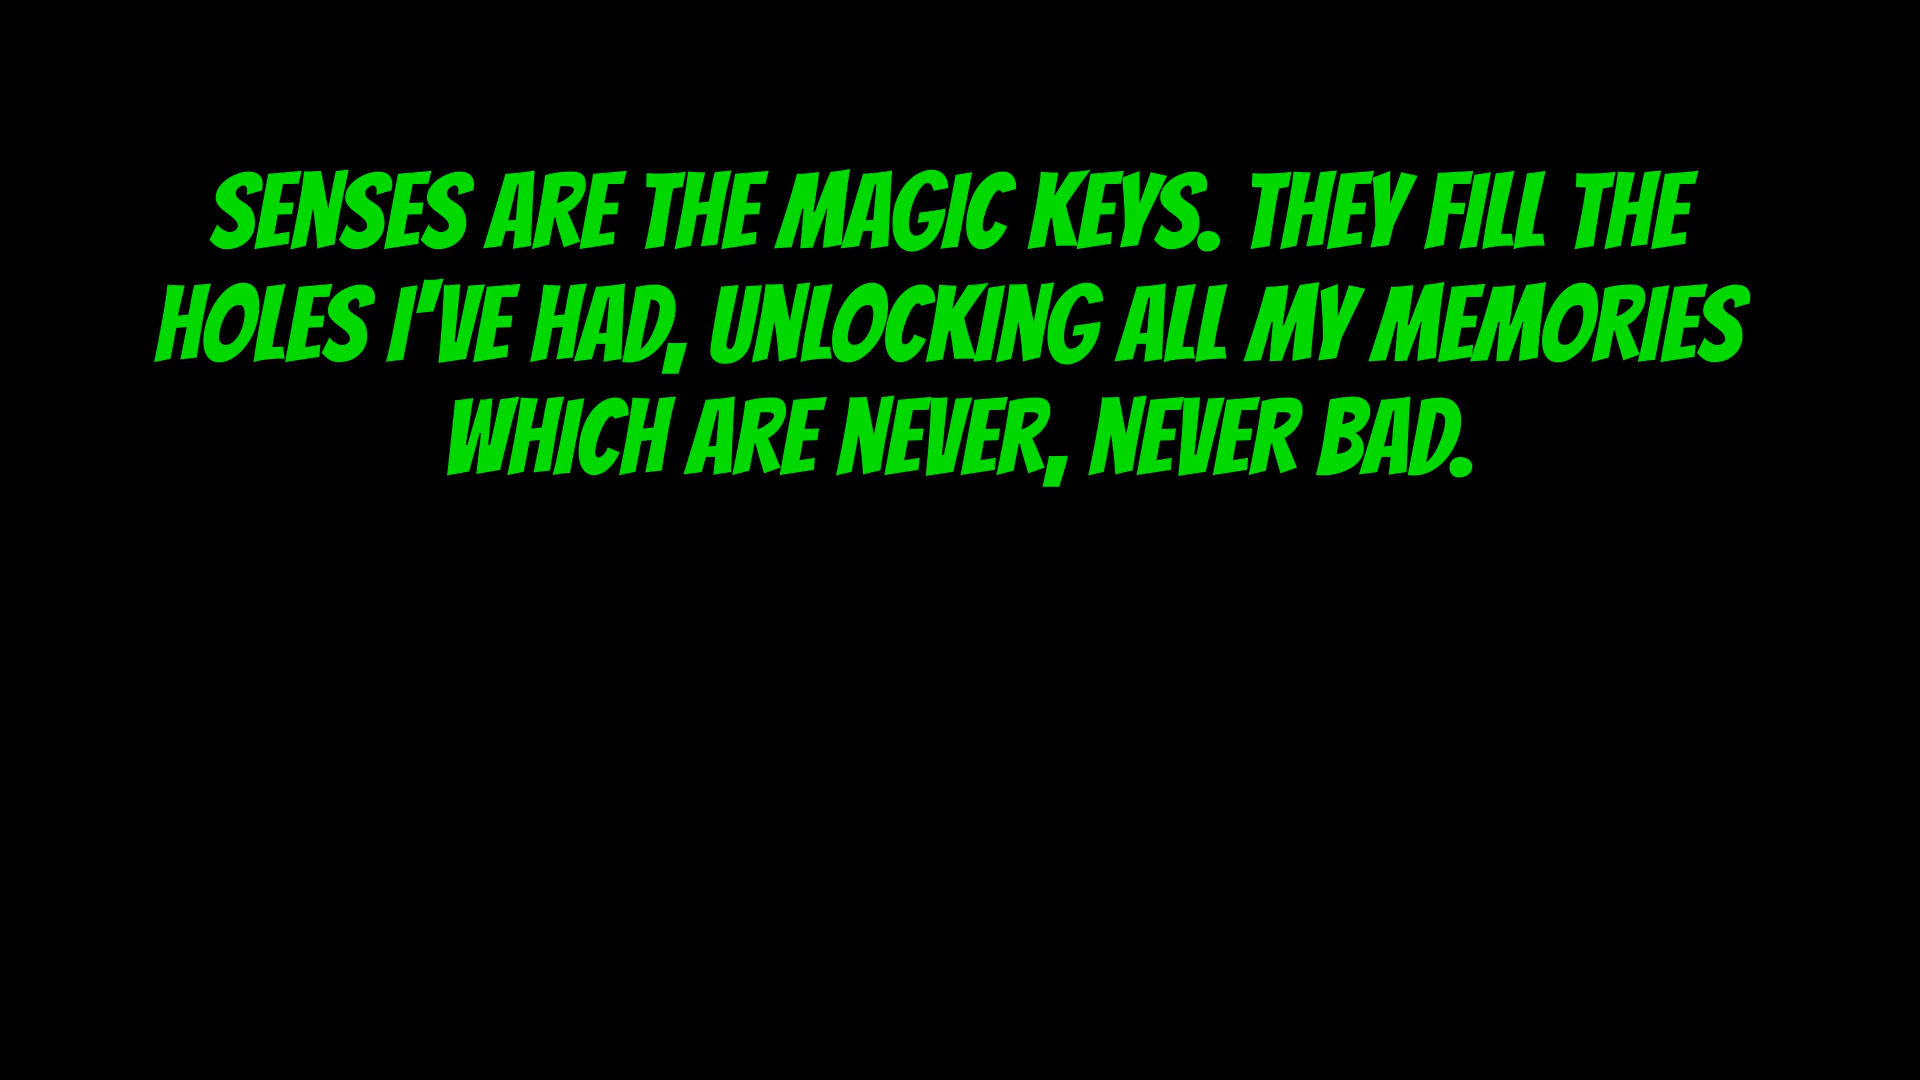 SENSES ARE THE MAGIC KEYS. THEY FILL THE
HOLES I'VE HAD, UNLOCKING ALL MY MEMORIES
WHICH ARE NEVER, NEVER BAD.